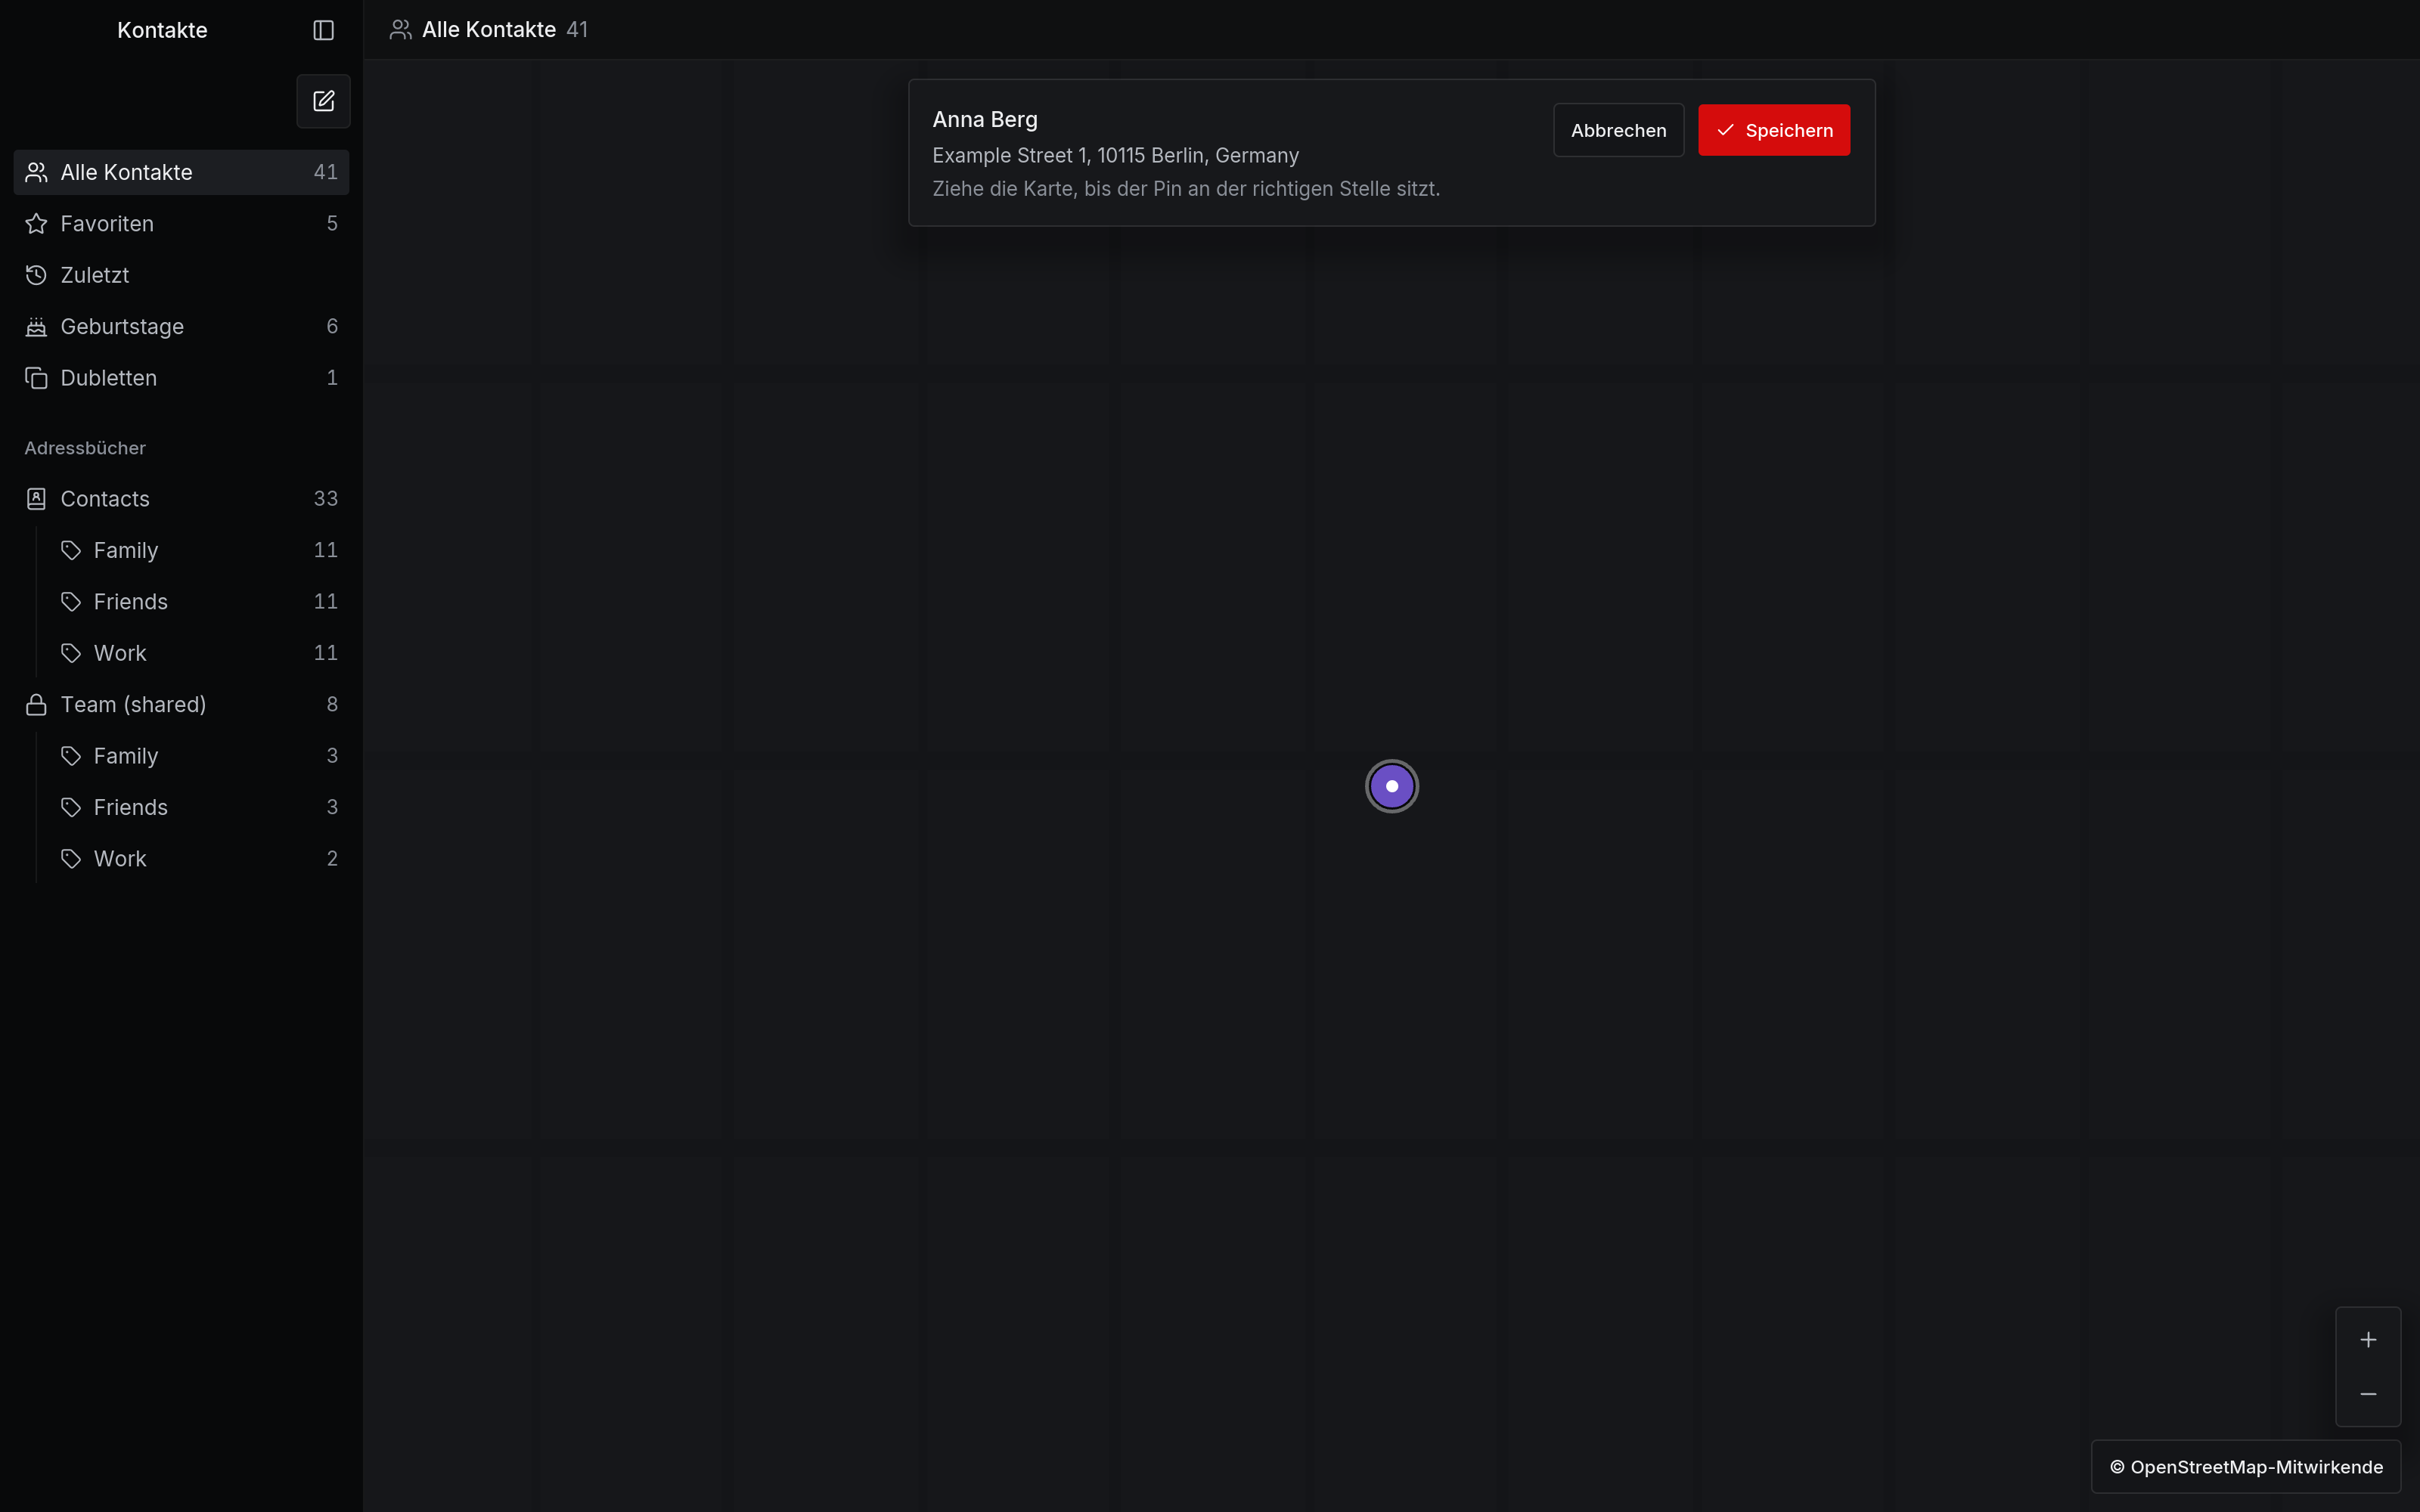 Kontakte
Alle Kontakte 41
Alle Kontakte 41
Favoriten 5
Zuletzt
Geburtstage 6
Dubletten 1
Adressbücher
Contacts 33
Family 11
Friends 11
Work 11
Team (shared) 8
Family 3
Friends 3
Work 2
Anna Berg
Example Street 1, 10115 Berlin, Germany
Ziehe die Karte, bis der Pin an der richtigen Stelle sitzt.
Abbrechen
Speichern
© OpenStreetMap-Mitwirkende